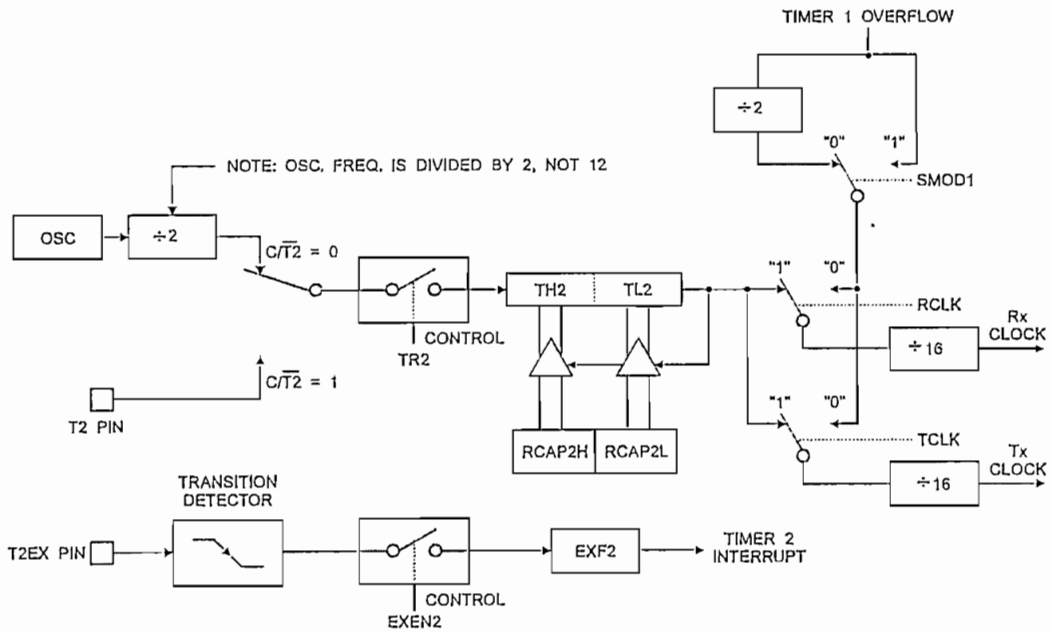 TIMER 1 OVERFLOW
÷2
"0" "1"
NOTE: OSC. FREQ. IS DIVIDED BY 2, NOT 12
SMOD1
OSC
÷2
C/T2̅ = 0
TH2 TL2
"1" "0"
RCLK
Rx
CLOCK
÷16
CONTROL
TR2
C/T2̅ = 1
T2 PIN
"1" "0"
RCAP2H RCAP2L
TCLK
Tx
CLOCK
÷16
TRANSITION
DETECTOR
T2EX PIN
EXF2
TIMER 2
INTERRUPT
CONTROL
EXEN2